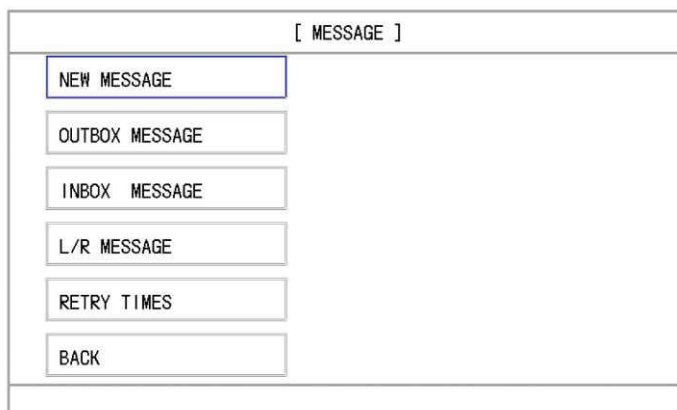 [ MESSAGE ]
NEW MESSAGE
OUTBOX MESSAGE
INBOX  MESSAGE
L/R MESSAGE
RETRY TIMES
BACK